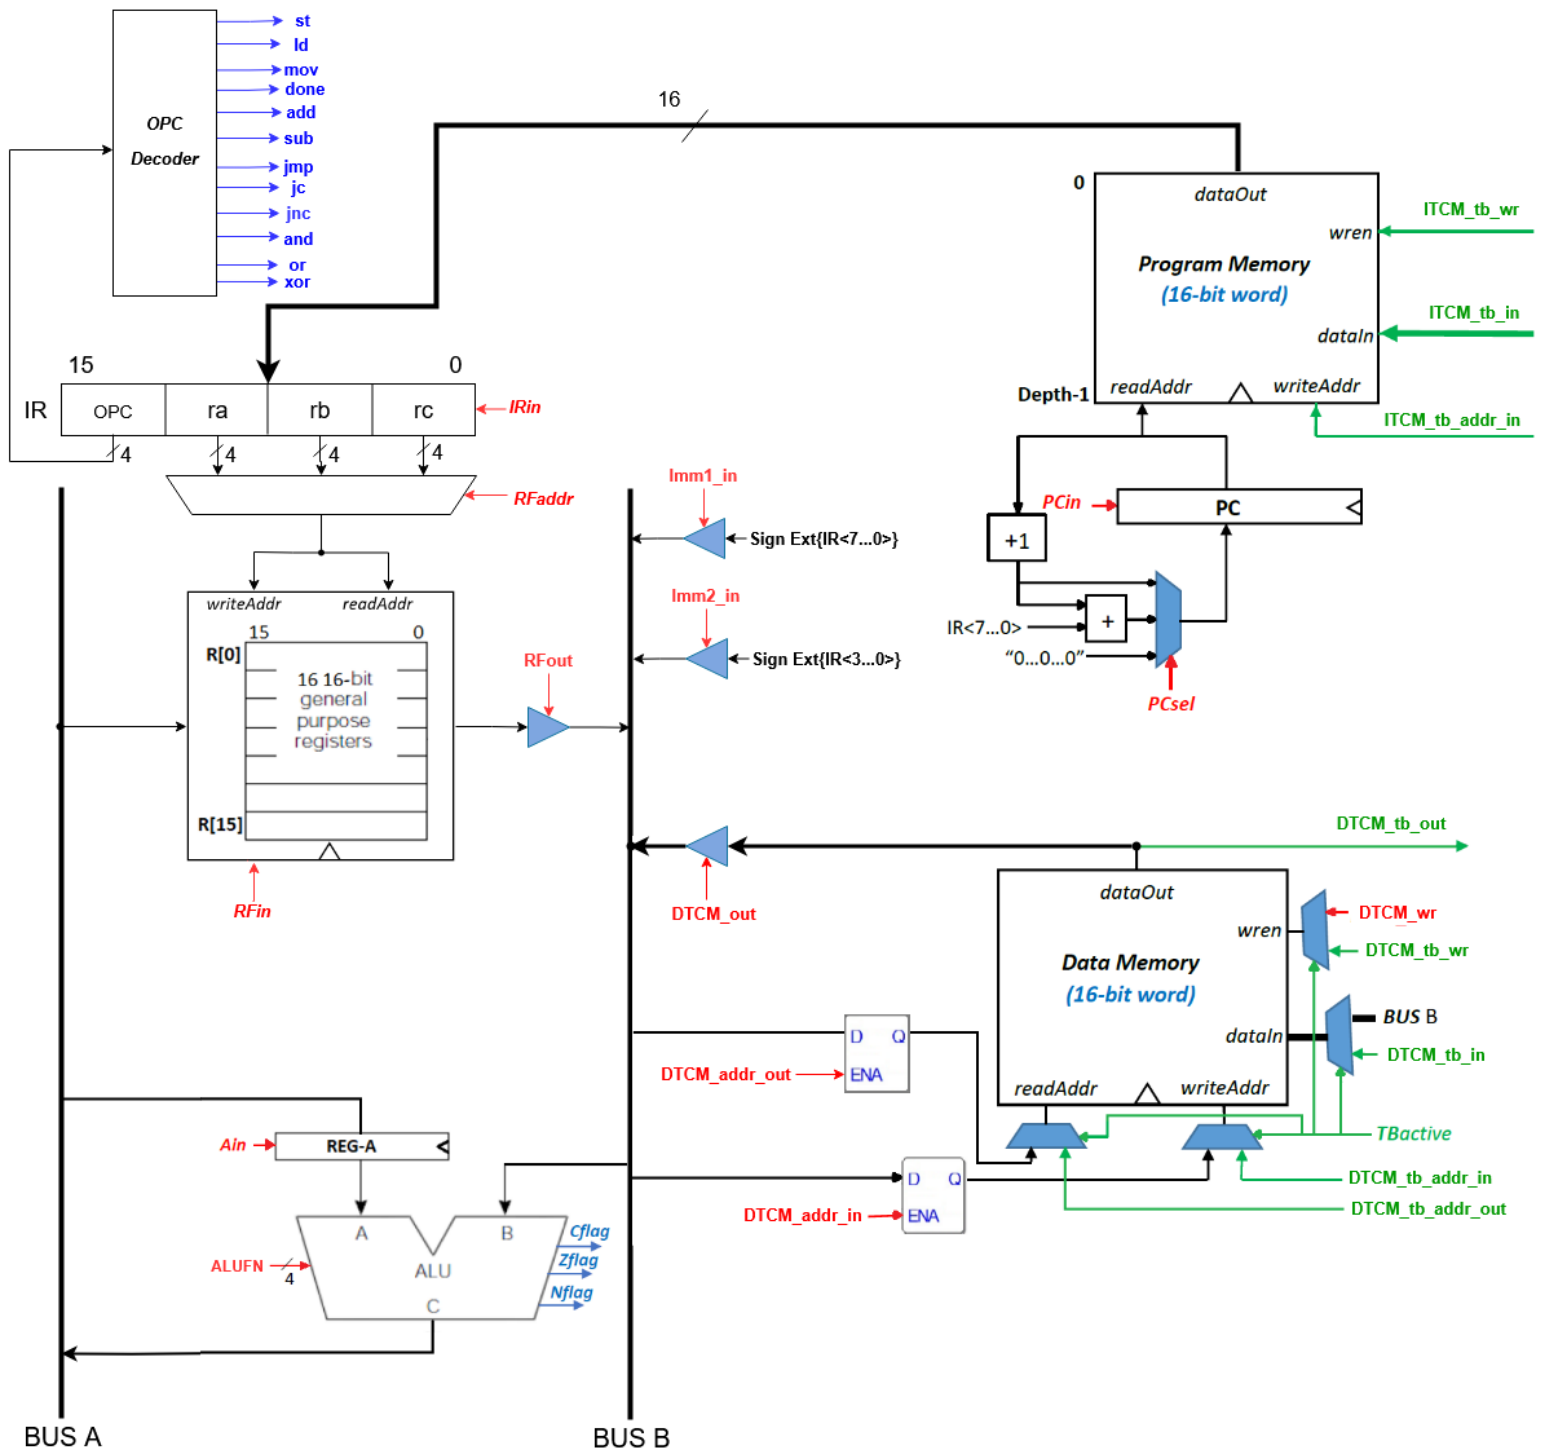 st
ld
mov
done
add
sub
jmp
jc
jnc
and
or
xor
OPC
Decoder
16
0
dataOut
wren
Program Memory
(16-bit word)
dataIn
readAddr
writeAddr
Depth-1
ITCM_tb_wr
ITCM_tb_in
ITCM_tb_addr_in
15
0
IR
OPC
ra
rb
rc
IRin
4
4
4
4
RFaddr
Imm1_in
Sign Ext{IR<7...0>}
Imm2_in
Sign Ext{IR<3...0>}
PCin
PC
+1
+
IR<7...0>
“0...0...0”
PCsel
writeAddr
readAddr
15
0
R[0]
16 16-bit
general
purpose
registers
R[15]
RFin
RFout
DTCM_out
DTCM_tb_out
dataOut
wren
Data Memory
(16-bit word)
dataIn
readAddr
writeAddr
DTCM_wr
DTCM_tb_wr
BUS B
DTCM_tb_in
TBactive
DTCM_tb_addr_in
DTCM_tb_addr_out
D
Q
ENA
DTCM_addr_out
D
Q
ENA
DTCM_addr_in
Ain
REG-A
A
B
ALU
C
ALUFN
4
Cflag
Zflag
Nflag
BUS A
BUS B